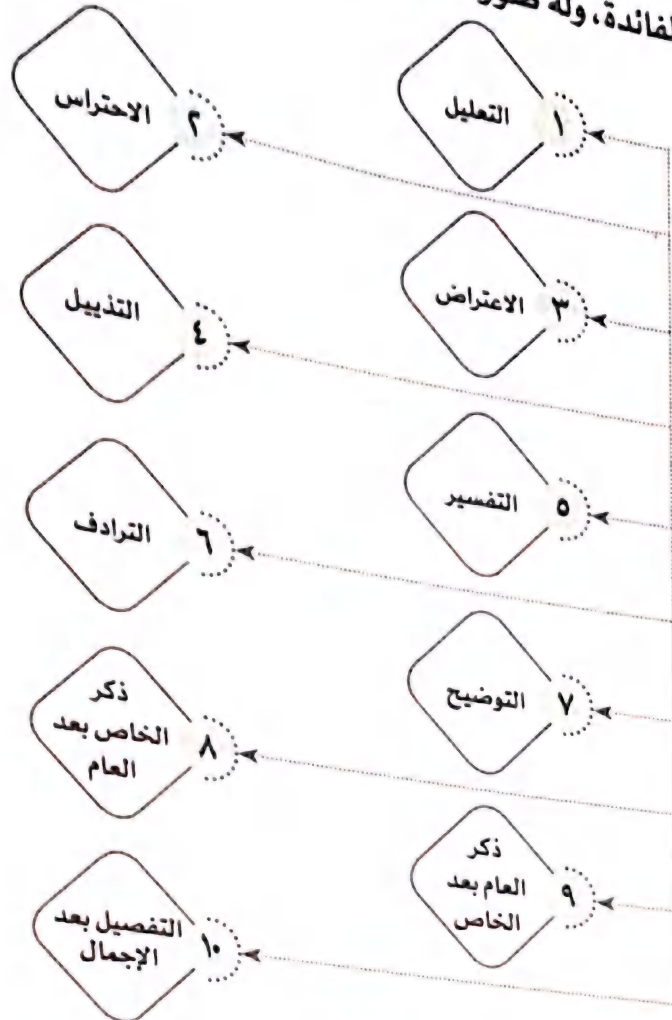 لفائدة، وله صور
١ التعليل
٢ الاحتراس
٣ الاعتراض
٤ التذييل
٥ التفسير
٦ الترادف
٧ التوضيح
٨ ذكر
الخاص بعد
العام
٩ ذكر
العام بعد
الخاص
١٠ التفصيل بعد
الإجمال